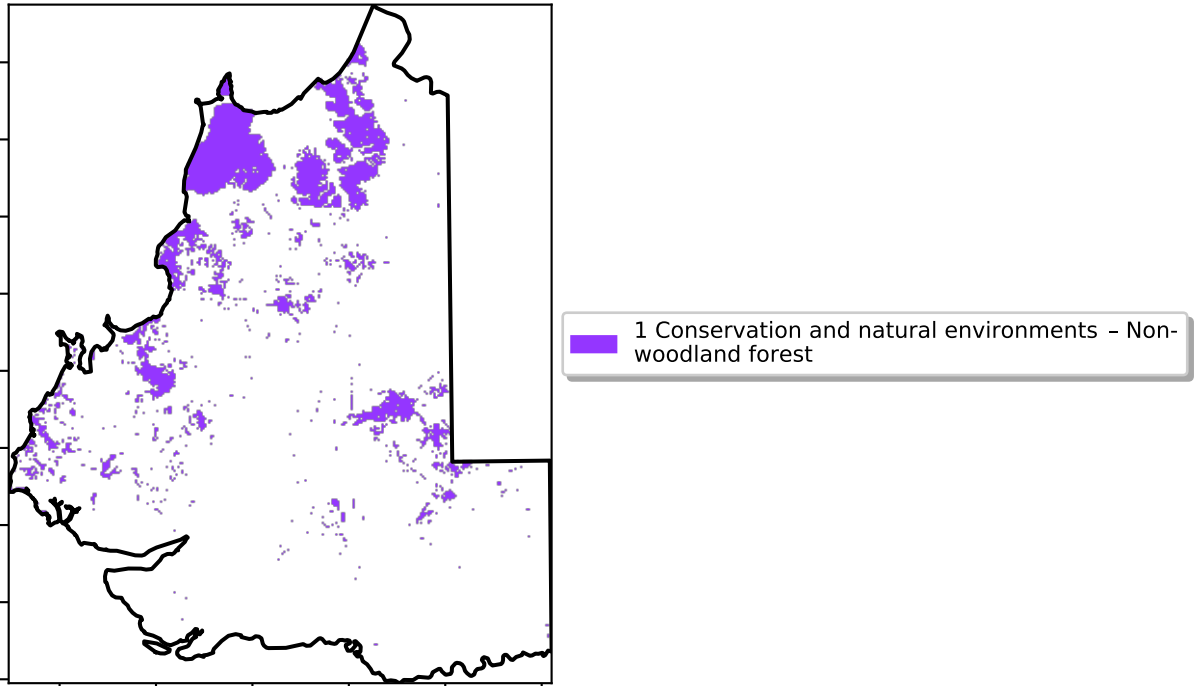 1 Conservation and natural environments – Non-
woodland forest